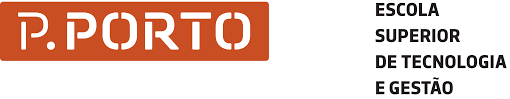 P.PORTO
ESCOLA
SUPERIOR
DE TECNOLOGIA
E GESTÃO